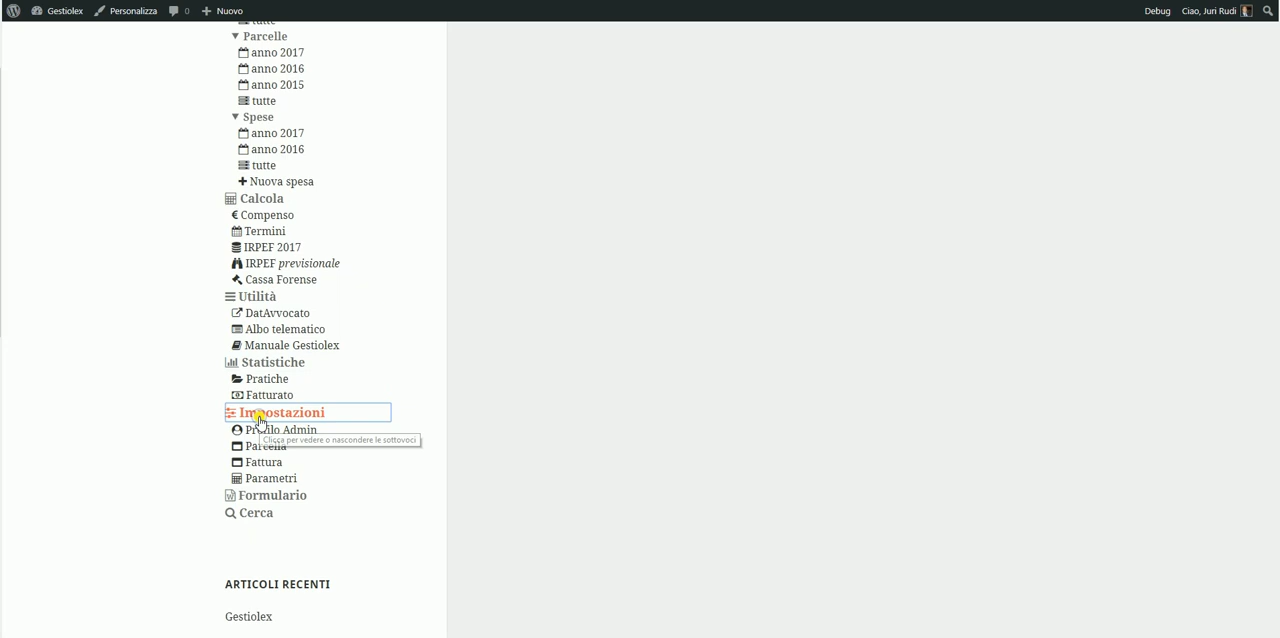 Gestiolex Personalizza 0 Nuovo Debug Ciao, Juri Rudi
tutte
Parcelle
anno 2017
anno 2016
anno 2015
tutte
Spese
anno 2017
anno 2016
tutte
Nuova spesa
Calcola
Compenso
Termini
IRPEF 2017
IRPEF previsionale
Cassa Forense
Utilità
DatAvvocato
Albo telematico
Manuale Gestiolex
Statistiche
Pratiche
Fatturato
Impostazioni
Profilo Admin
Clicca per vedere o nascondere le sottovoci
Parcella
Fattura
Parametri
Formulario
Cerca
ARTICOLI RECENTI
Gestiolex